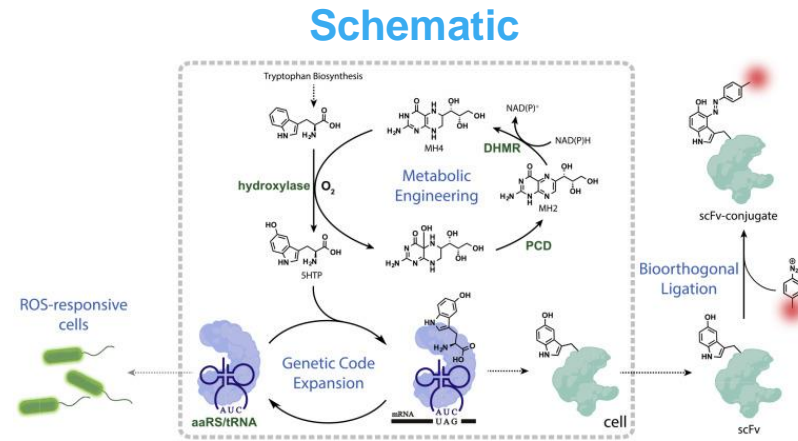 Schematic
Tryptophan Biosynthesis
hydroxylase
O₂
5HTP
MH4
Metabolic
Engineering
NAD(P)⁺
NAD(P)H
DHMR
MH2
PCD
ROS-responsive
cells
Genetic Code
Expansion
AUC
aaRS/tRNA
mRNA
AUC
UAG
cell
scFv-conjugate
Bioorthogonal
Ligation
scFv